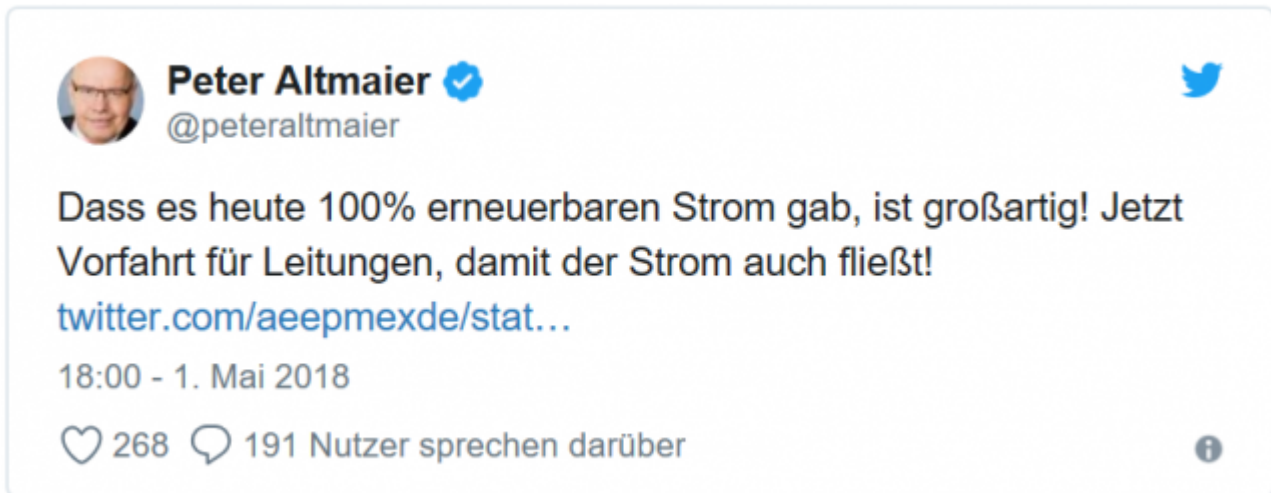 Peter Altmaier
@peteraltmaier
Dass es heute 100% erneuerbaren Strom gab, ist großartig! Jetzt
Vorfahrt für Leitungen, damit der Strom auch fließt!
twitter.com/aeepmexde/stat…
18:00 - 1. Mai 2018
268 191 Nutzer sprechen darüber